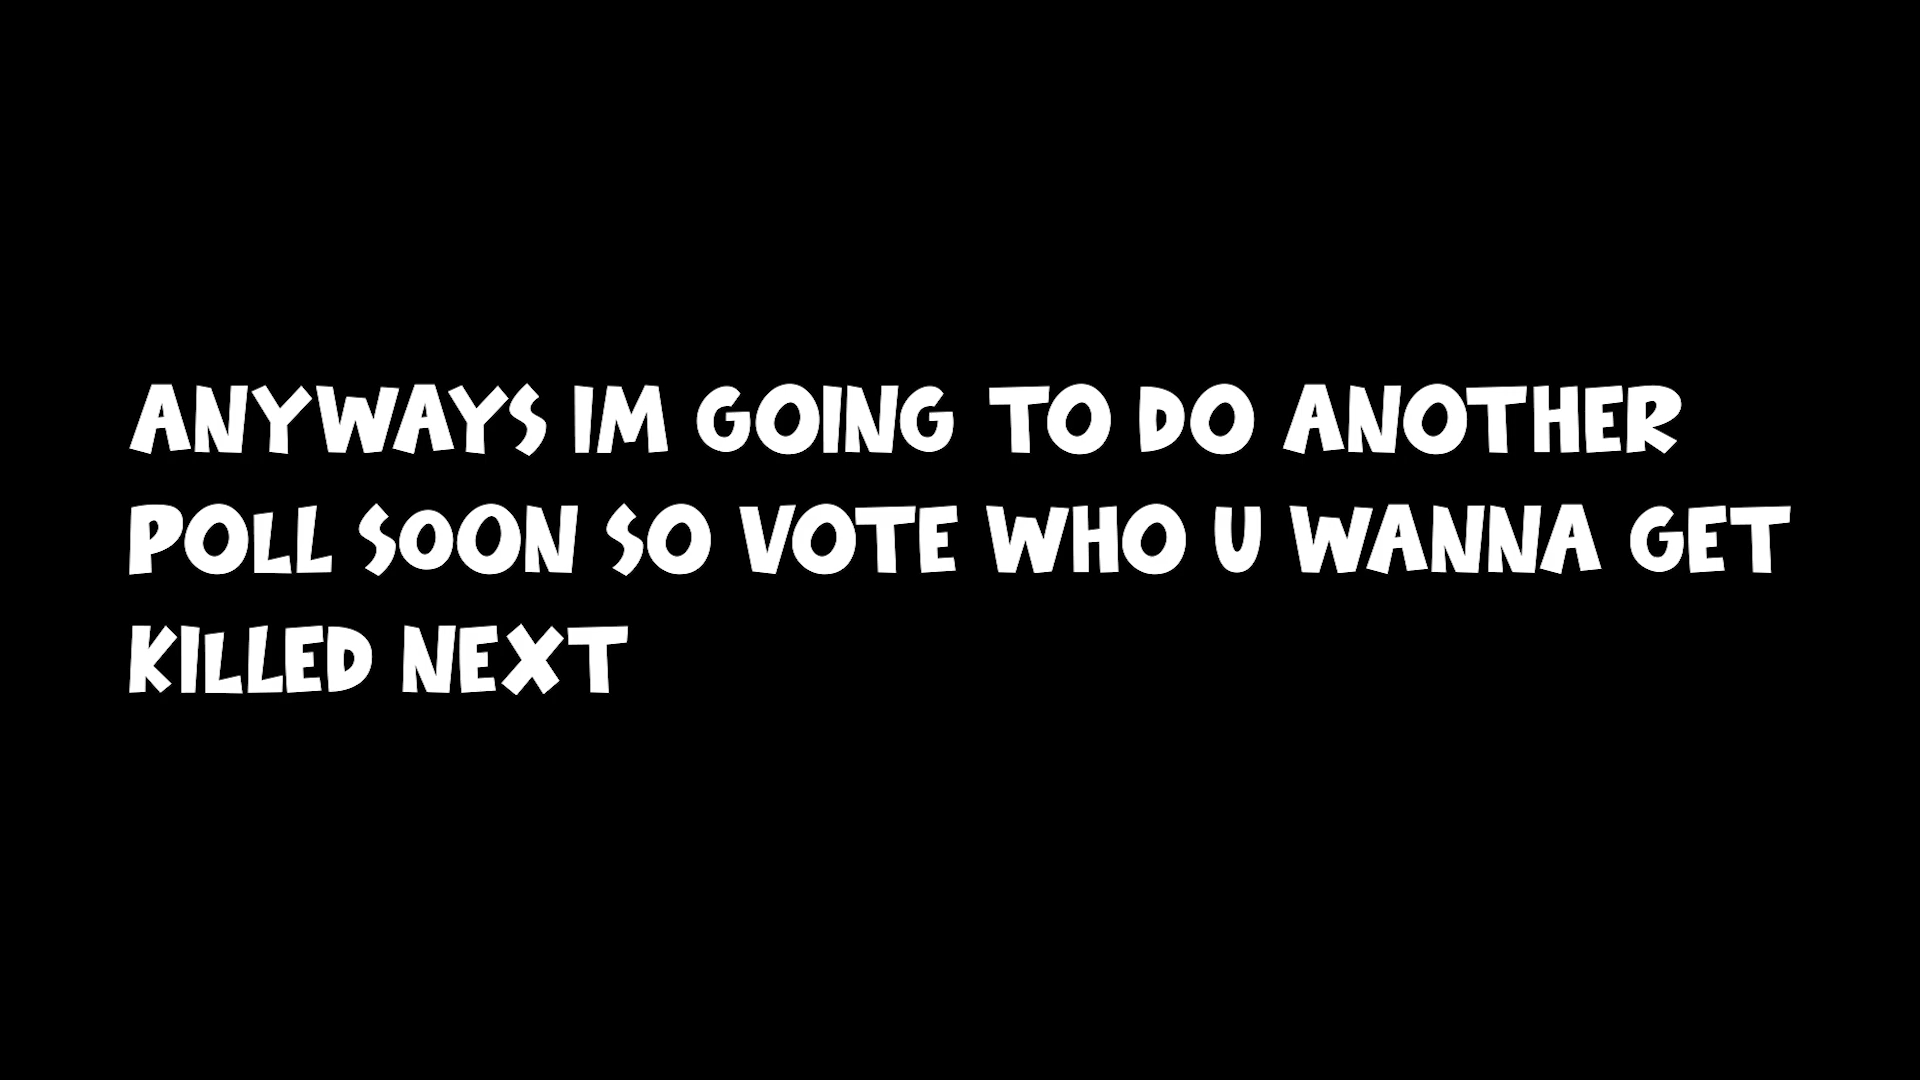 ANYWAYS IM GOING TO DO ANOTHER
POLL SOON SO VOTE WHO U WANNA GET
KILLED NEXT